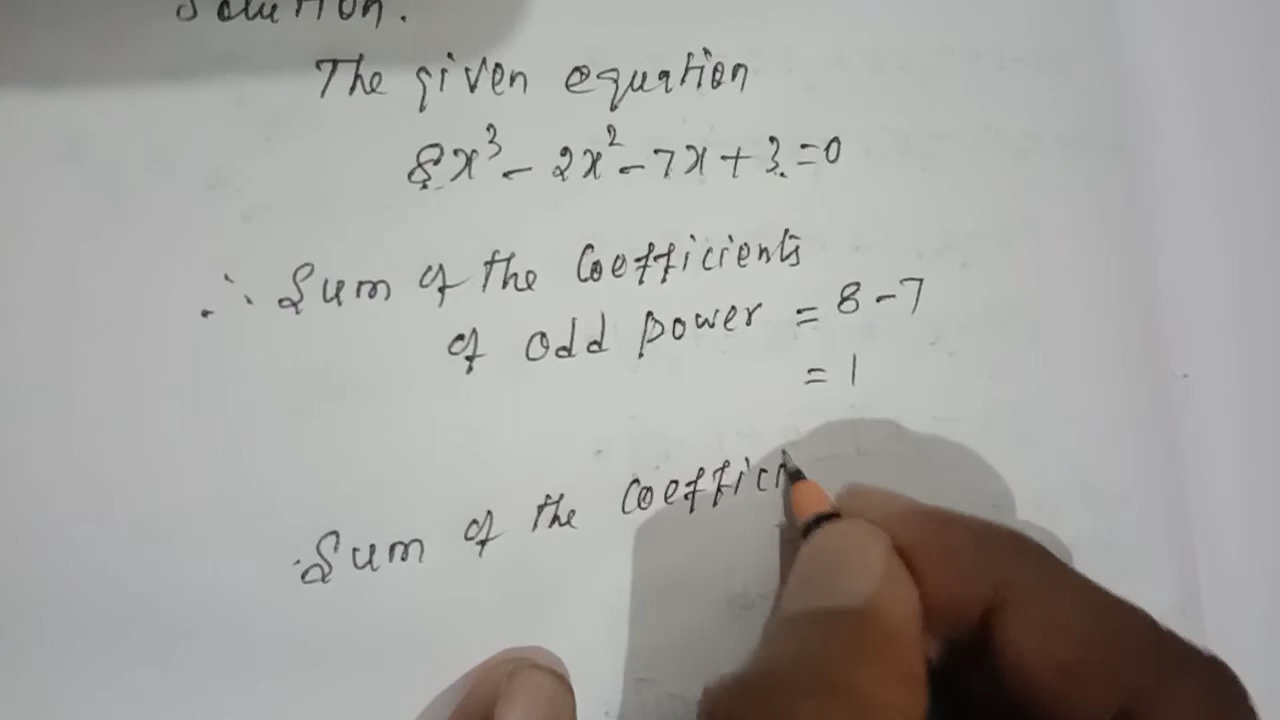 Solution.
The given equation
8x³ - 2x² - 7x + 3 = 0
∴ Sum of the Coefficients
of odd power = 8 - 7
= 1
Sum of the Coeffici